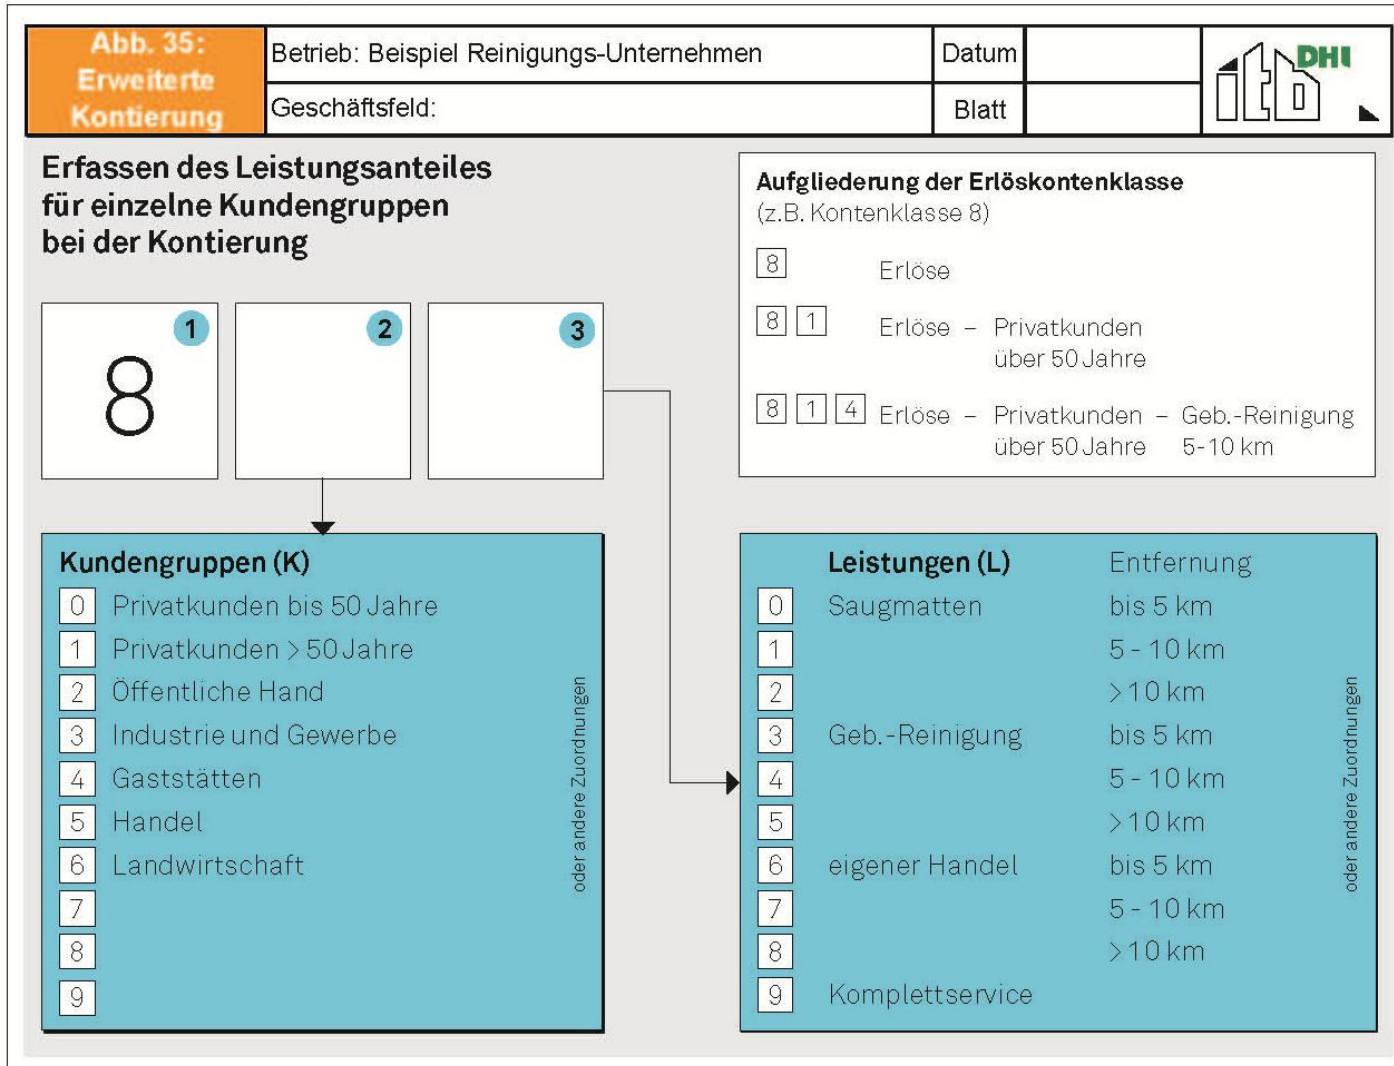 Abb. 35:
Erweiterte
Kontierung
Betrieb: Beispiel Reinigungs-Unternehmen
Datum
Geschäftsfeld:
Blatt
itb DHI
Erfassen des Leistungsanteiles
für einzelne Kundengruppen
bei der Kontierung
1
8
2
3
Aufgliederung der Erlöskontenklasse
(z.B. Kontenklasse 8)
8 Erlöse
8 1 Erlöse – Privatkunden
über 50 Jahre
8 1 4 Erlöse – Privatkunden – Geb.-Reinigung
über 50 Jahre 5-10 km
Kundengruppen (K)
0 Privatkunden bis 50 Jahre
1 Privatkunden > 50 Jahre
2 Öffentliche Hand
3 Industrie und Gewerbe
4 Gaststätten
5 Handel
6 Landwirtschaft
7
8
9
oder andere Zuordnungen
Leistungen (L) Entfernung
0 Saugmatten bis 5 km
1 5 - 10 km
2 > 10 km
3 Geb.-Reinigung bis 5 km
4 5 - 10 km
5 > 10 km
6 eigener Handel bis 5 km
7 5 - 10 km
8 > 10 km
9 Komplettservice
oder andere Zuordnungen